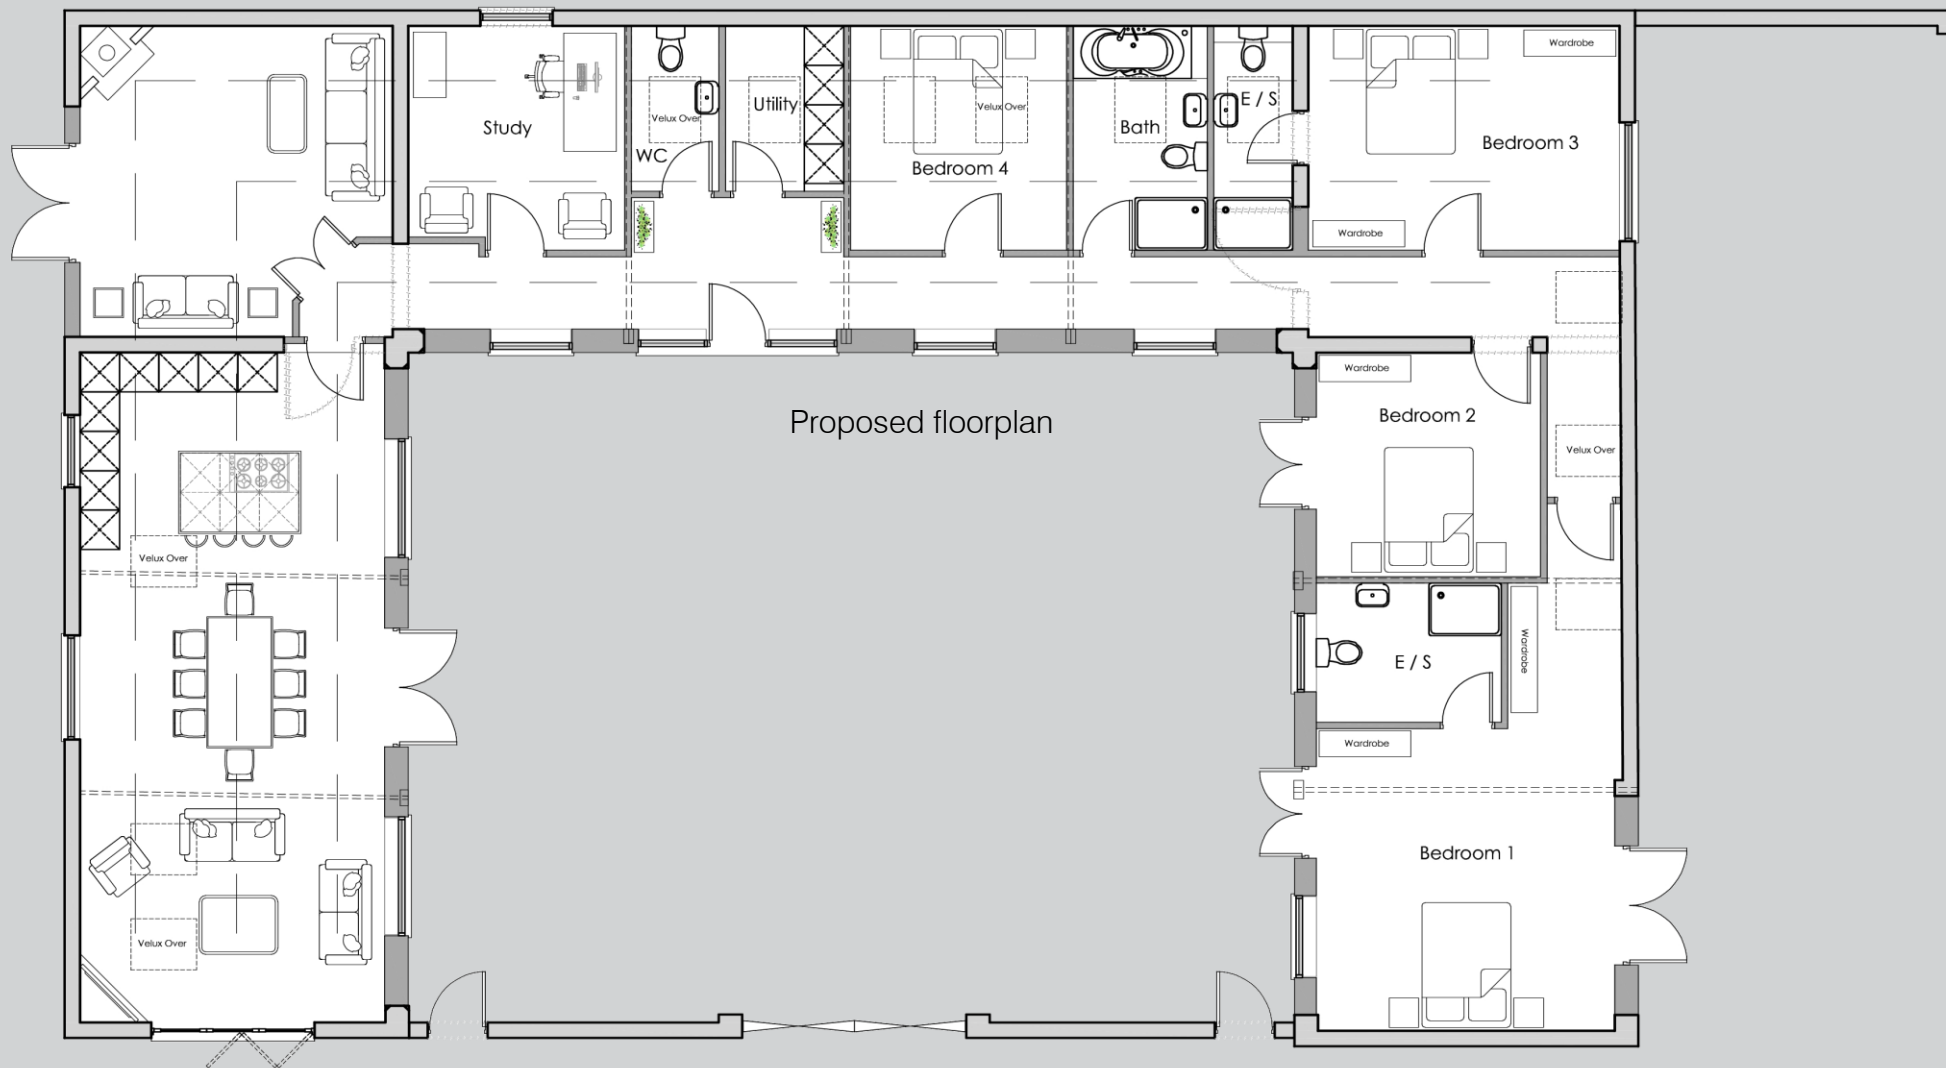 Wardrobe
Study
Velux Over
WC
Utility
Velux Over
Bedroom 4
Bath
E / S
Bedroom 3
Wardrobe
Proposed floorplan
Wardrobe
Bedroom 2
Velux Over
Velux Over
Wardrobe
E / S
Wardrobe
Bedroom 1
Velux Over